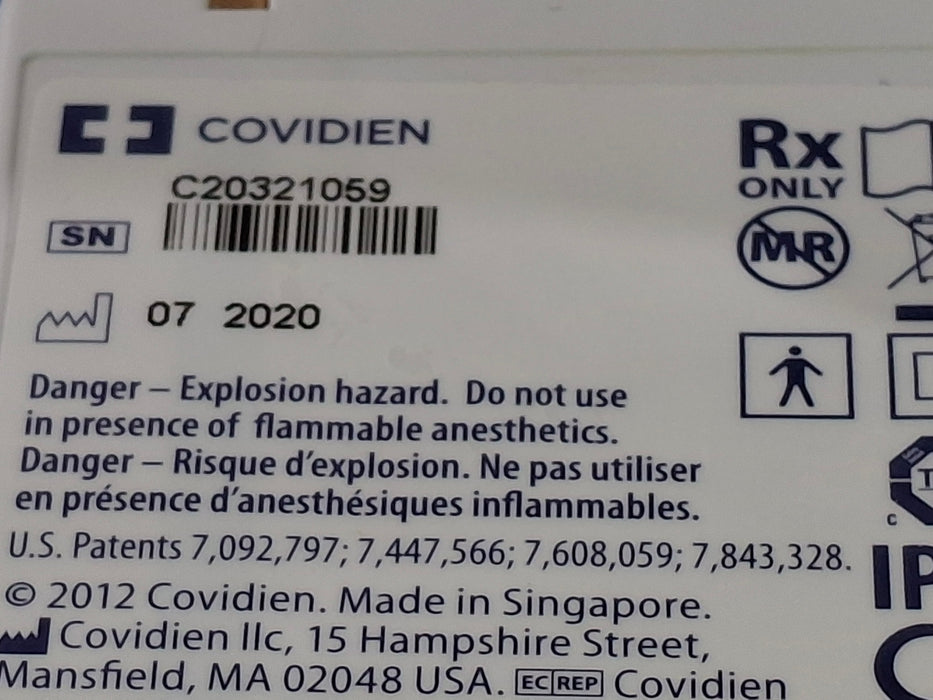 COVIDIEN
C20321059
SN
07 2020
Rx
ONLY
MR
Danger – Explosion hazard. Do not use
in presence of flammable anesthetics.
Danger – Risque d'explosion. Ne pas utiliser
en présence d'anesthésiques inflammables.
U.S. Patents 7,092,797; 7,447,566; 7,608,059; 7,843,328.
© 2012 Covidien. Made in Singapore.
Covidien llc, 15 Hampshire Street,
Mansfield, MA 02048 USA. EC REP Covidien
C
IP